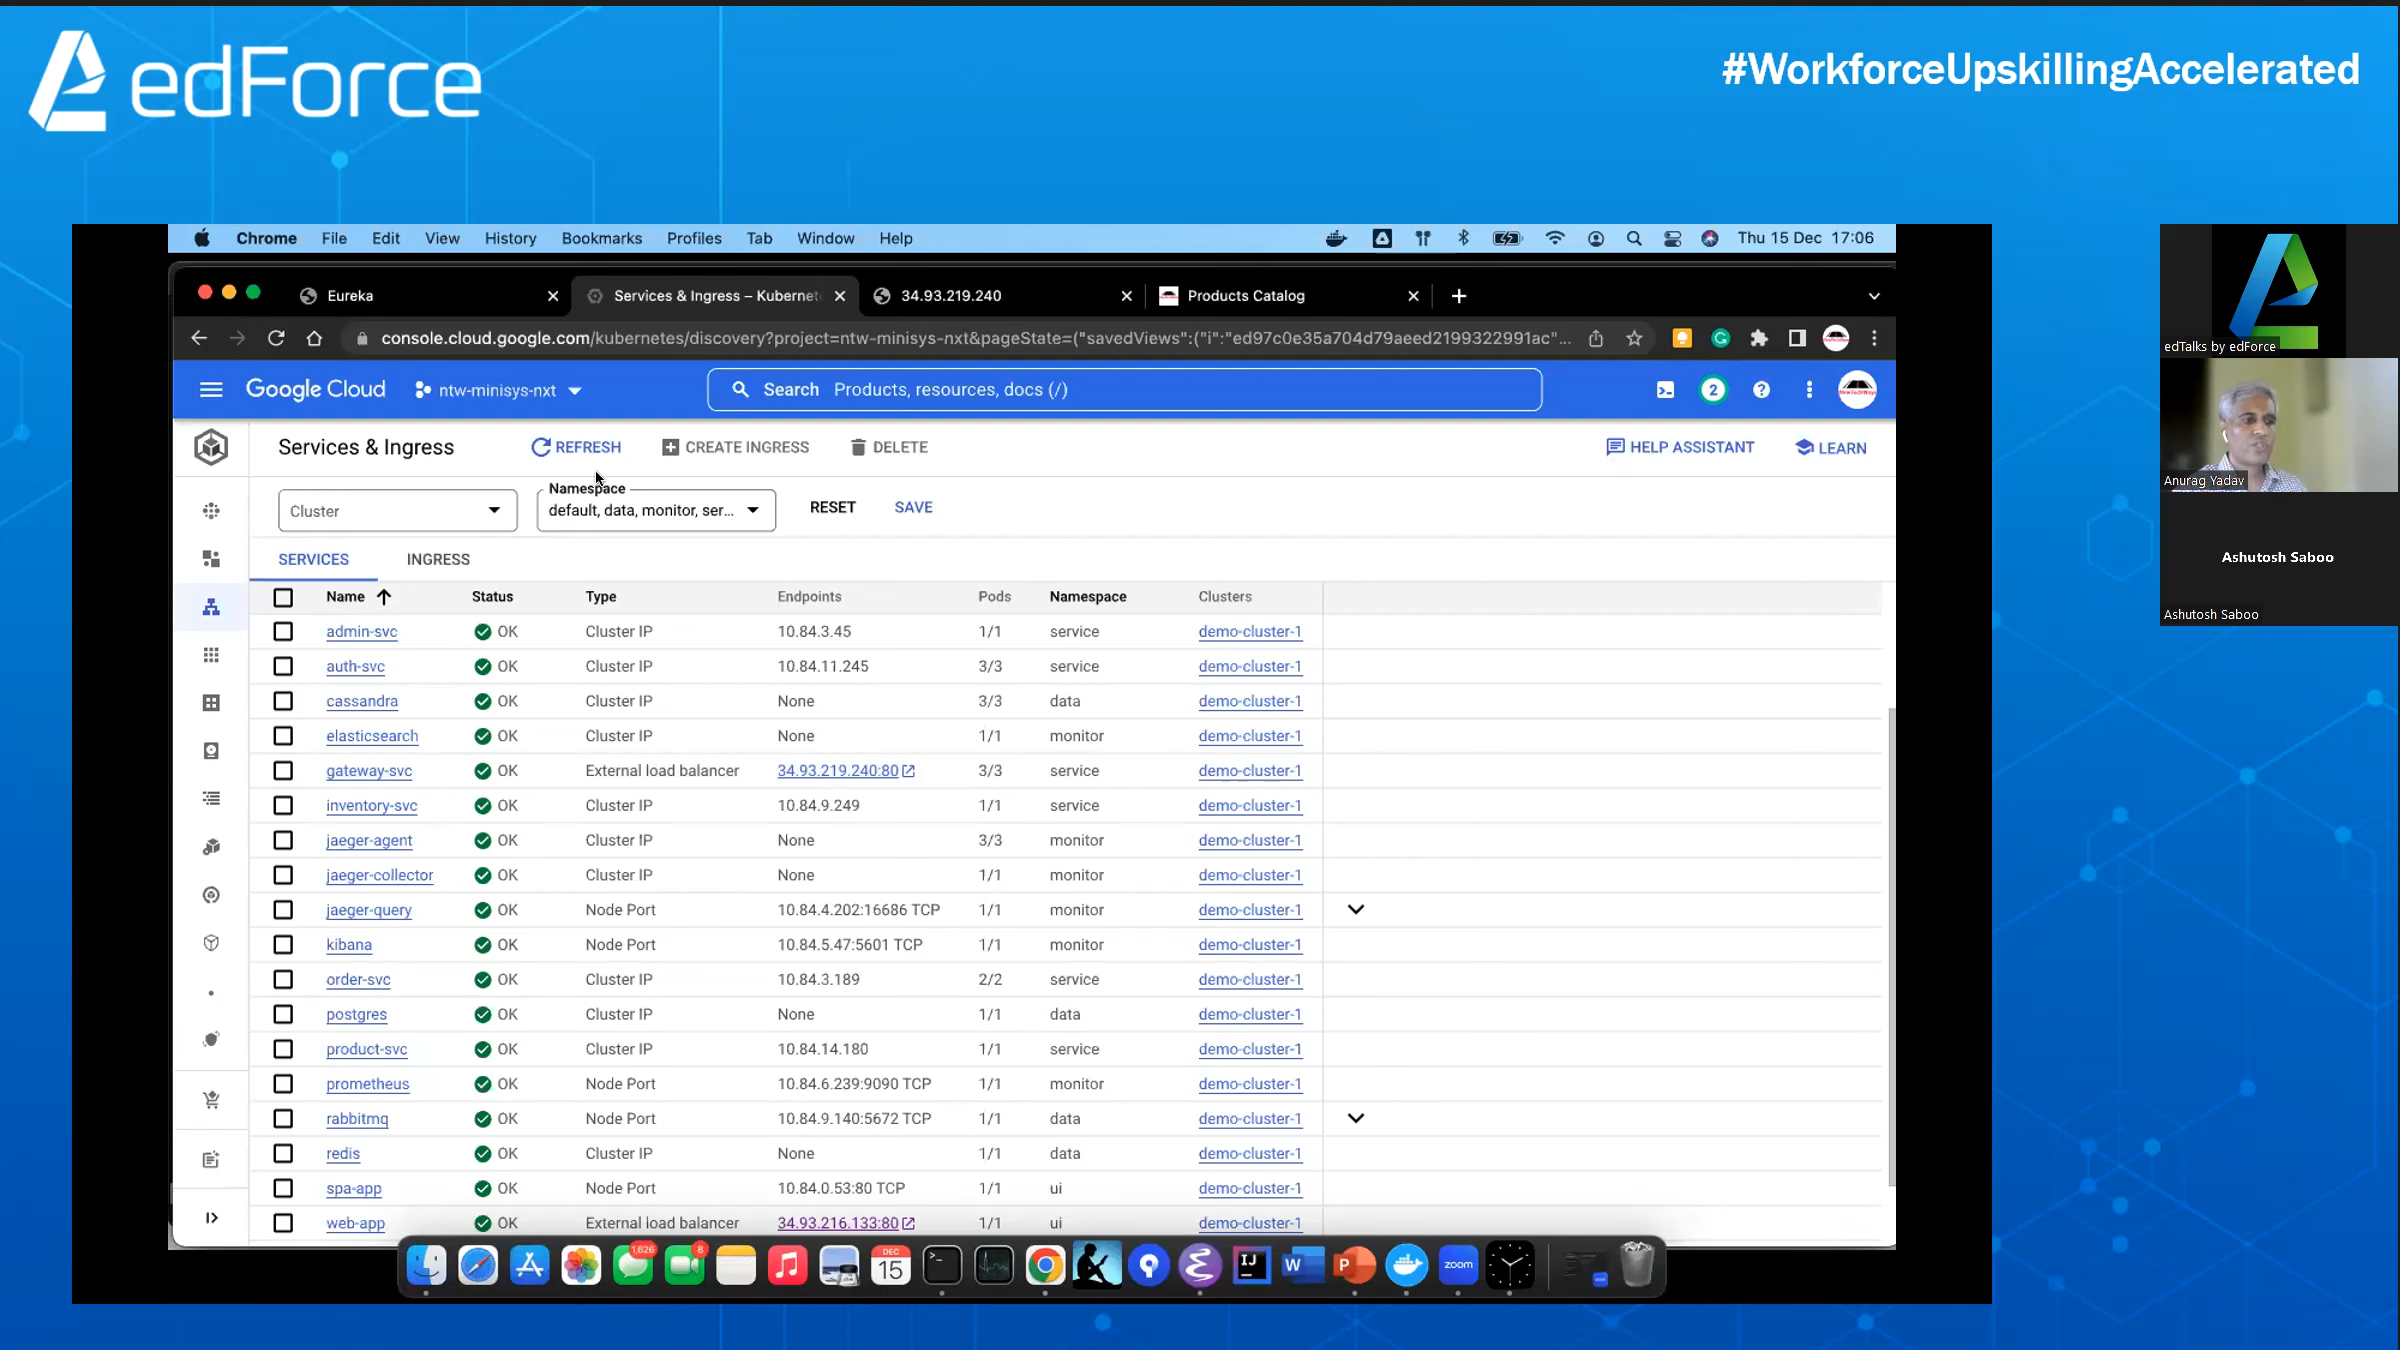 edForce
#WorkforceUpskillingAccelerated
Chrome File Edit View History Bookmarks Profiles Tab Window Help Thu 15 Dec 17:06
Eureka Services & Ingress – Kubernet 34.93.219.240 Products Catalog
console.cloud.google.com/kubernetes/discovery?project=ntw-minisys-nxt&pageState=("savedViews":("i":"ed97c0e35a704d79aeed2199322991ac"...
Google Cloud ntw-minisys-nxt Search Products, resources, docs (/) 2
Services & Ingress REFRESH CREATE INGRESS DELETE HELP ASSISTANT LEARN
Namespace
Cluster default, data, monitor, ser... RESET SAVE
SERVICES INGRESS
Name Status Type Endpoints Pods Namespace Clusters
admin-svc OK Cluster IP 10.84.3.45 1/1 service demo-cluster-1
auth-svc OK Cluster IP 10.84.11.245 3/3 service demo-cluster-1
cassandra OK Cluster IP None 3/3 data demo-cluster-1
elasticsearch OK Cluster IP None 1/1 monitor demo-cluster-1
gateway-svc OK External load balancer 34.93.219.240:80 3/3 service demo-cluster-1
inventory-svc OK Cluster IP 10.84.9.249 1/1 service demo-cluster-1
jaeger-agent OK Cluster IP None 3/3 monitor demo-cluster-1
jaeger-collector OK Cluster IP None 1/1 monitor demo-cluster-1
jaeger-query OK Node Port 10.84.4.202:16686 TCP 1/1 monitor demo-cluster-1
kibana OK Node Port 10.84.5.47:5601 TCP 1/1 monitor demo-cluster-1
order-svc OK Cluster IP 10.84.3.189 2/2 service demo-cluster-1
postgres OK Cluster IP None 1/1 data demo-cluster-1
product-svc OK Cluster IP 10.84.14.180 1/1 service demo-cluster-1
prometheus OK Node Port 10.84.6.239:9090 TCP 1/1 monitor demo-cluster-1
rabbitmq OK Node Port 10.84.9.140:5672 TCP 1/1 data demo-cluster-1
redis OK Cluster IP None 1/1 data demo-cluster-1
spa-app OK Node Port 10.84.0.53:80 TCP 1/1 ui demo-cluster-1
web-app OK External load balancer 34.93.216.133:80 1/1 ui demo-cluster-1
1,626 8 DEC 15 IJ W P zoom
edTalks by edForce
Anurag Yadav
Ashutosh Saboo
Ashutosh Saboo